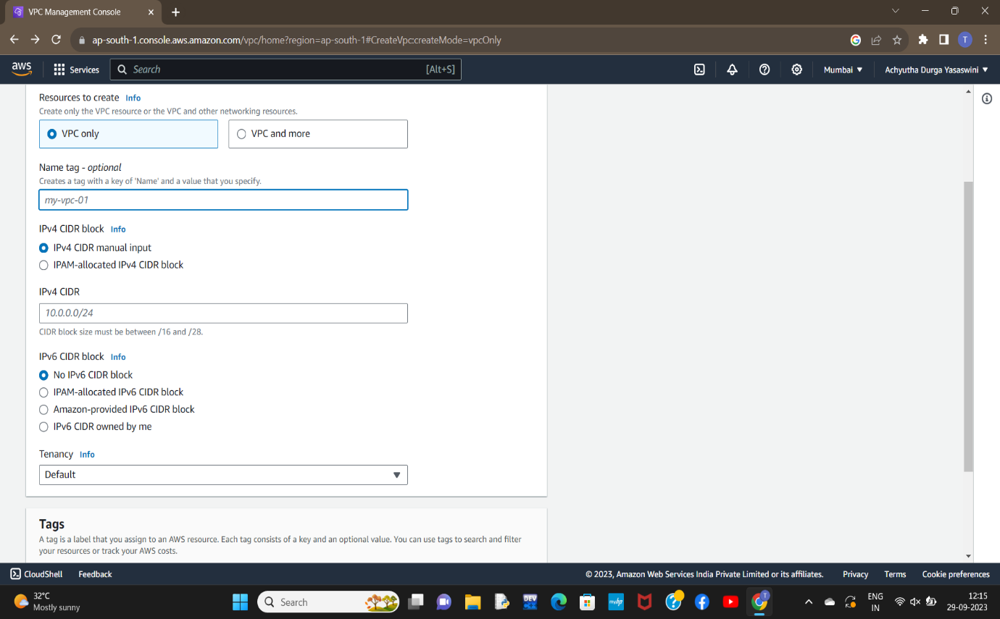 VPC Management Console
ap-south-1.console.aws.amazon.com/vpc/home?region=ap-south-1#CreateVpc:createMode=vpcOnly
T
aws
Services
Search
[Alt+S]
Mumbai
Achyutha Durga Yasaswini
Resources to create Info
Create only the VPC resource or the VPC and other networking resources.
VPC only
VPC and more
Name tag - optional
Creates a tag with a key of 'Name' and a value that you specify.
my-vpc-01
IPv4 CIDR block Info
IPv4 CIDR manual input
IPAM-allocated IPv4 CIDR block
IPv4 CIDR
10.0.0.0/24
CIDR block size must be between /16 and /28.
IPv6 CIDR block Info
No IPv6 CIDR block
IPAM-allocated IPv6 CIDR block
Amazon-provided IPv6 CIDR block
IPv6 CIDR owned by me
Tenancy Info
Default
Tags
A tag is a label that you assign to an AWS resource. Each tag consists of a key and an optional value. You can use tags to search and filter
your resources or track your AWS costs.
CloudShell
Feedback
© 2023, Amazon Web Services India Private Limited or its affiliates.
Privacy
Terms
Cookie preferences
32°C
Mostly sunny
Search
DEV
myhp
T
ENG
IN
12:15
29-09-2023